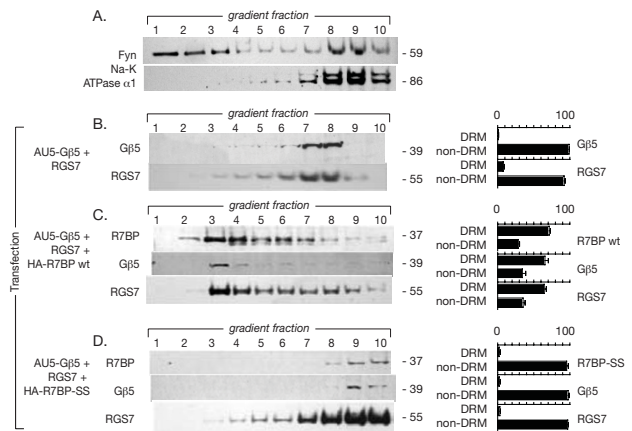 A.
gradient fraction
1 2 3 4 5 6 7 8 9 10
Fyn - 59
Na-K
ATPase α1 - 86
Transfection
B.
gradient fraction
1 2 3 4 5 6 7 8 9 10
AU5-Gβ5 +
RGS7
Gβ5 - 39
RGS7 - 55
0 100
DRM
non-DRM
Gβ5
DRM
non-DRM
RGS7
C.
gradient fraction
1 2 3 4 5 6 7 8 9 10
AU5-Gβ5 +
RGS7 +
HA-R7BP wt
R7BP - 37
Gβ5 - 39
RGS7 - 55
0 100
DRM
non-DRM
R7BP wt
DRM
non-DRM
Gβ5
DRM
non-DRM
RGS7
D.
gradient fraction
1 2 3 4 5 6 7 8 9 10
AU5-Gβ5 +
RGS7 +
HA-R7BP-SS
R7BP - 37
Gβ5 - 39
RGS7 - 55
0 100
DRM
non-DRM
R7BP-SS
DRM
non-DRM
Gβ5
DRM
non-DRM
RGS7